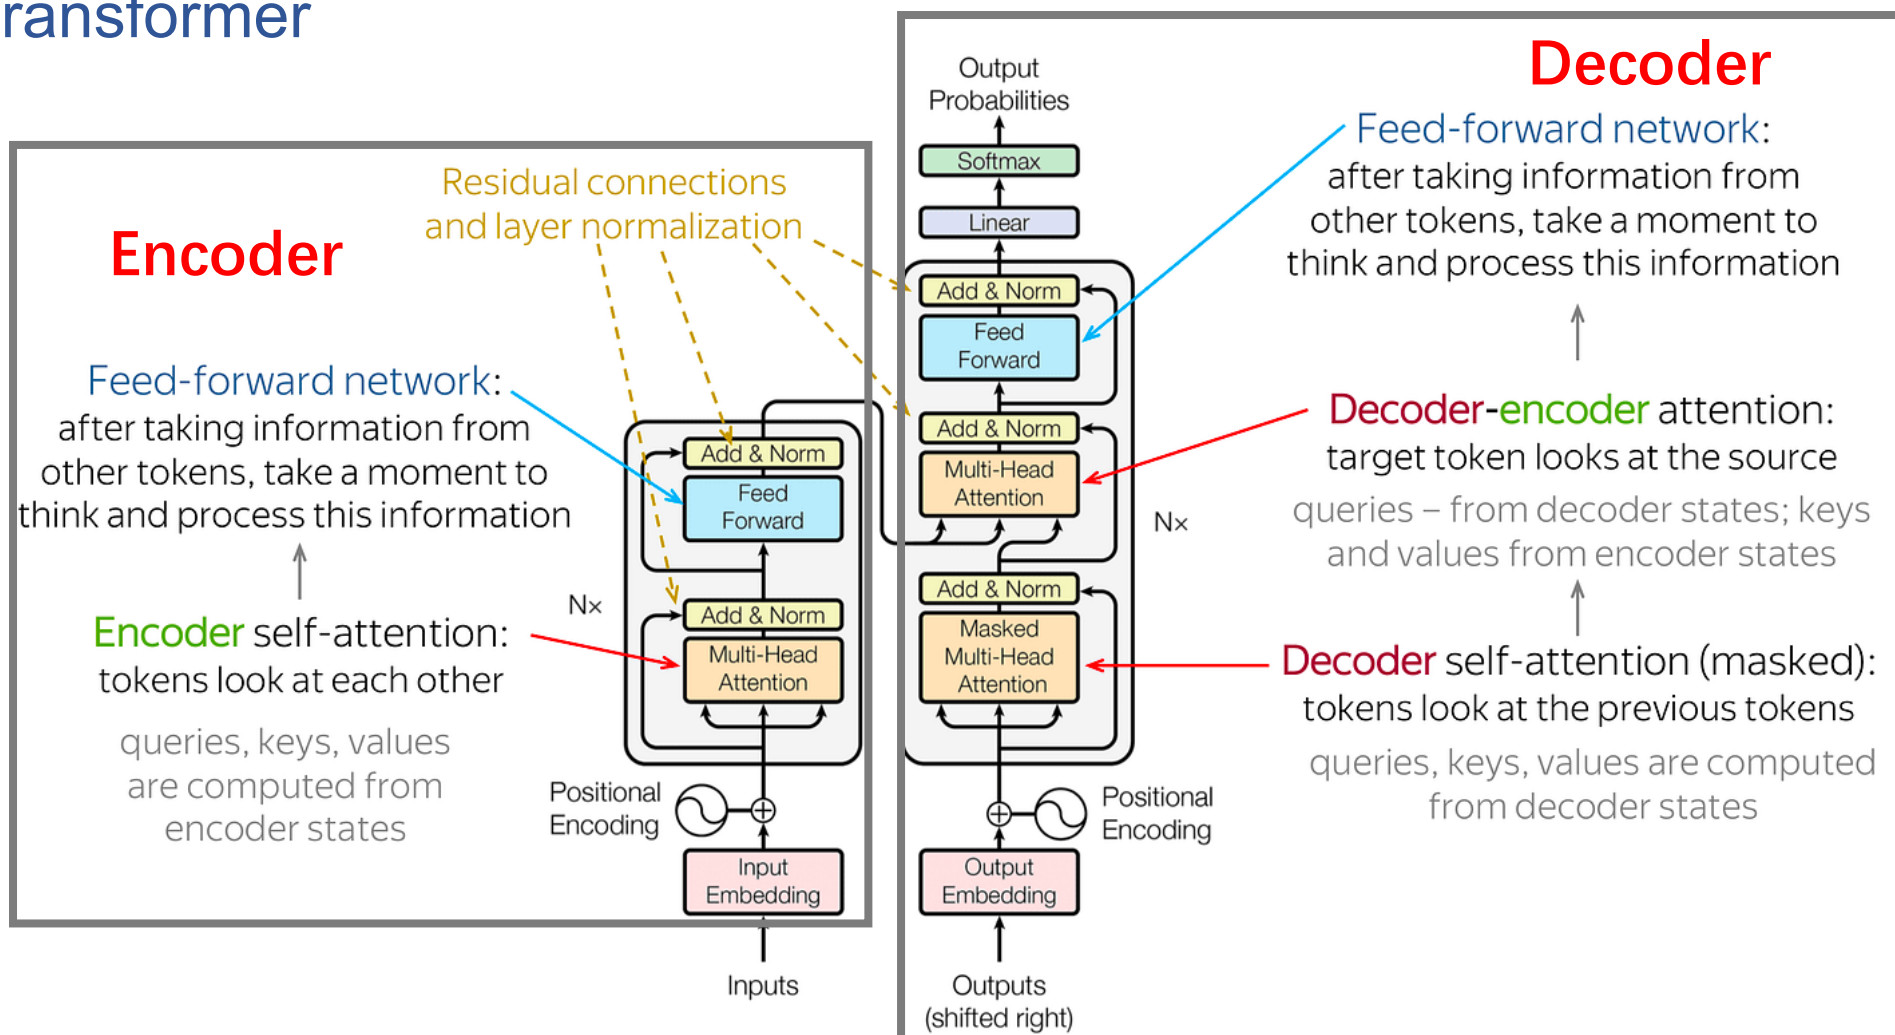 ransformer
Encoder
Residual connections
and layer normalization
Feed-forward network:
after taking information from
other tokens, take a moment to
think and process this information
Encoder self-attention:
tokens look at each other
queries, keys, values
are computed from
encoder states
N×
Add & Norm
Feed
Forward
Add & Norm
Multi-Head
Attention
Positional
Encoding
Input
Embedding
Inputs
Output
Probabilities
Softmax
Linear
Add & Norm
Feed
Forward
Add & Norm
Multi-Head
Attention
N×
Add & Norm
Masked
Multi-Head
Attention
Positional
Encoding
Output
Embedding
Outputs
(shifted right)
Decoder
Feed-forward network:
after taking information from
other tokens, take a moment to
think and process this information
Decoder-encoder attention:
target token looks at the source
queries – from decoder states; keys
and values from encoder states
Decoder self-attention (masked):
tokens look at the previous tokens
queries, keys, values are computed
from decoder states